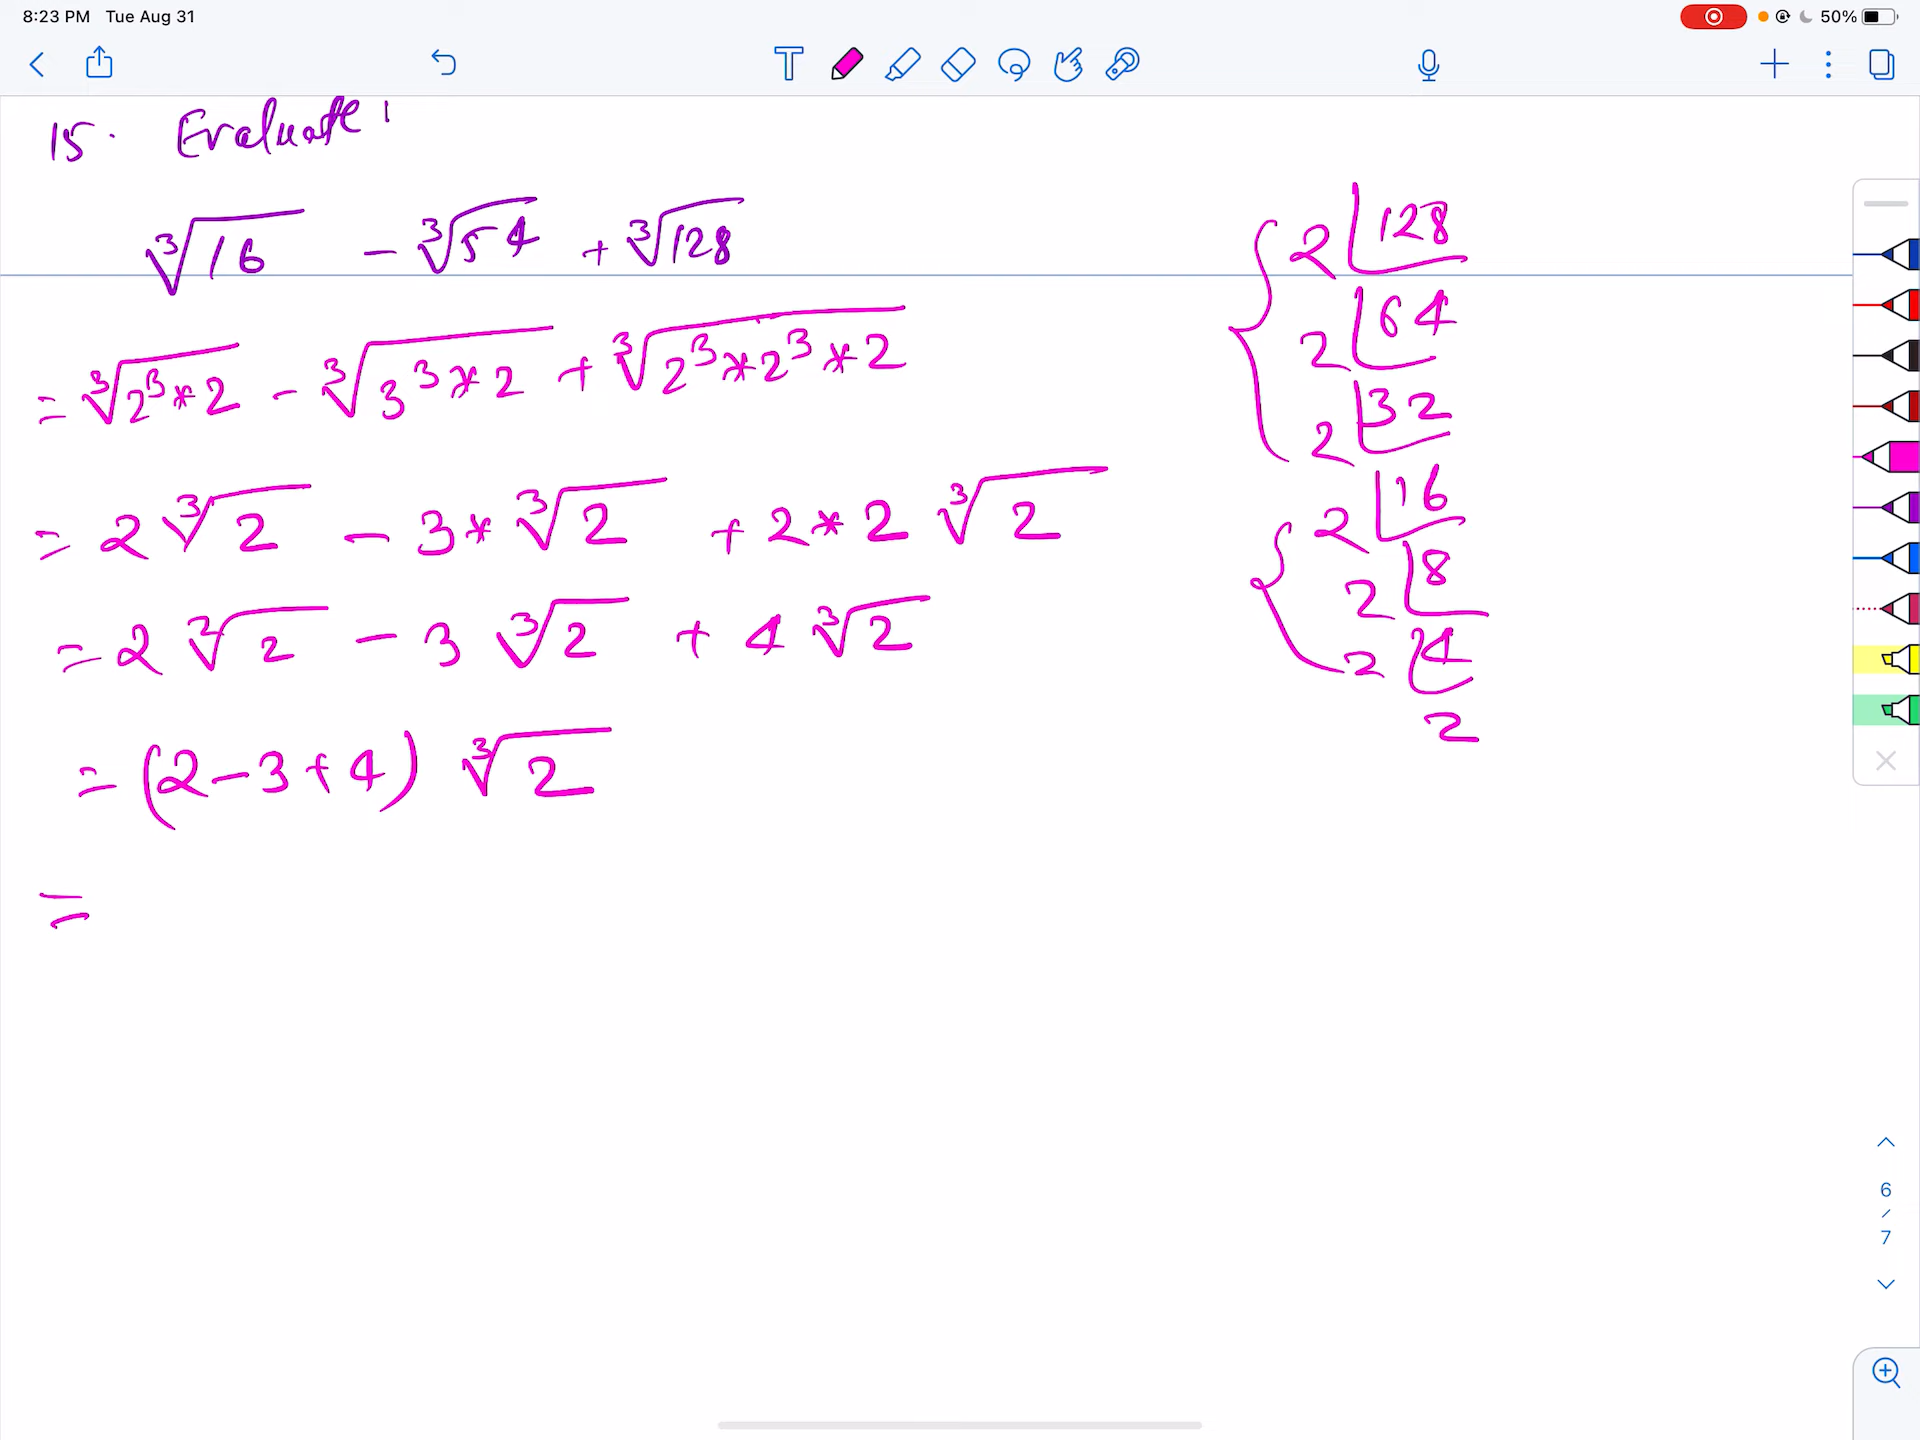 8:23 PM Tue Aug 31
50%
15. Evaluate:
∛16 - ∛54 + ∛128
= ∛(2³*2) - ∛(3³*2) + ∛(2³*2³*2)
= 2∛2 - 3*∛2 + 2*2∛2
= 2∛2 - 3∛2 + 4∛2
= (2-3+4) ∛2
=
2 128
2 64
2 32
2 16
2 8
2 4
2
T
6
/
7